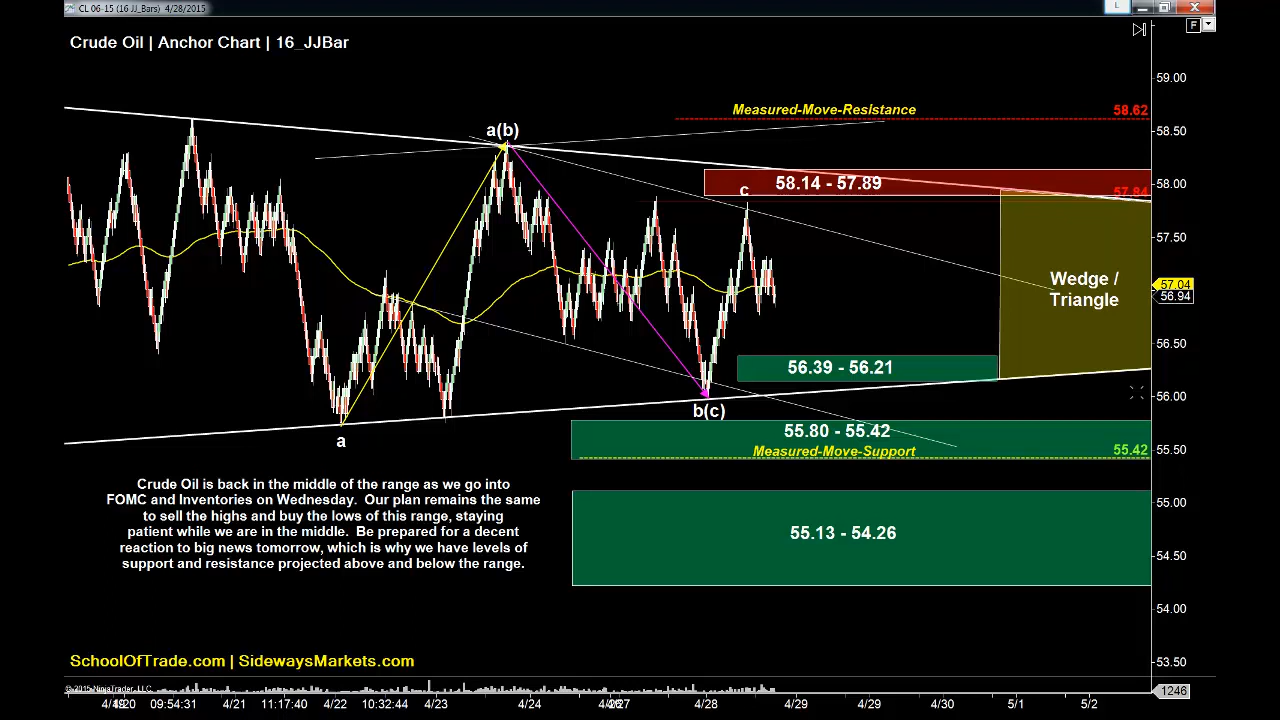 CL 06-15 (16 JJ_Bars)  4/28/2015
L
F
Crude Oil | Anchor Chart | 16_JJBar
59.00
Measured-Move-Resistance
58.62
58.50
a(b)
58.14 - 57.89
58.00
57.84
c
57.50
Wedge /
Triangle
57.04
56.94
56.50
56.39 - 56.21
56.00
b(c)
a
55.80 - 55.42
Measured-Move-Support
55.42
55.50
Crude Oil is back in the middle of the range as we go into
FOMC and Inventories on Wednesday.  Our plan remains the same
to sell the highs and buy the lows of this range, staying
patient while we are in the middle.  Be prepared for a decent
reaction to big news tomorrow, which is why we have levels of
support and resistance projected above and below the range.
55.00
55.13 - 54.26
54.50
54.00
SchoolOfTrade.com | SidewaysMarkets.com
53.50
© 2015 NinjaTrader, LLC
1246
09:54:31 4/21 11:17:40 4/22 10:32:44 4/23 4/24 4/28 4/29 4/29 4/30 5/1 5/2